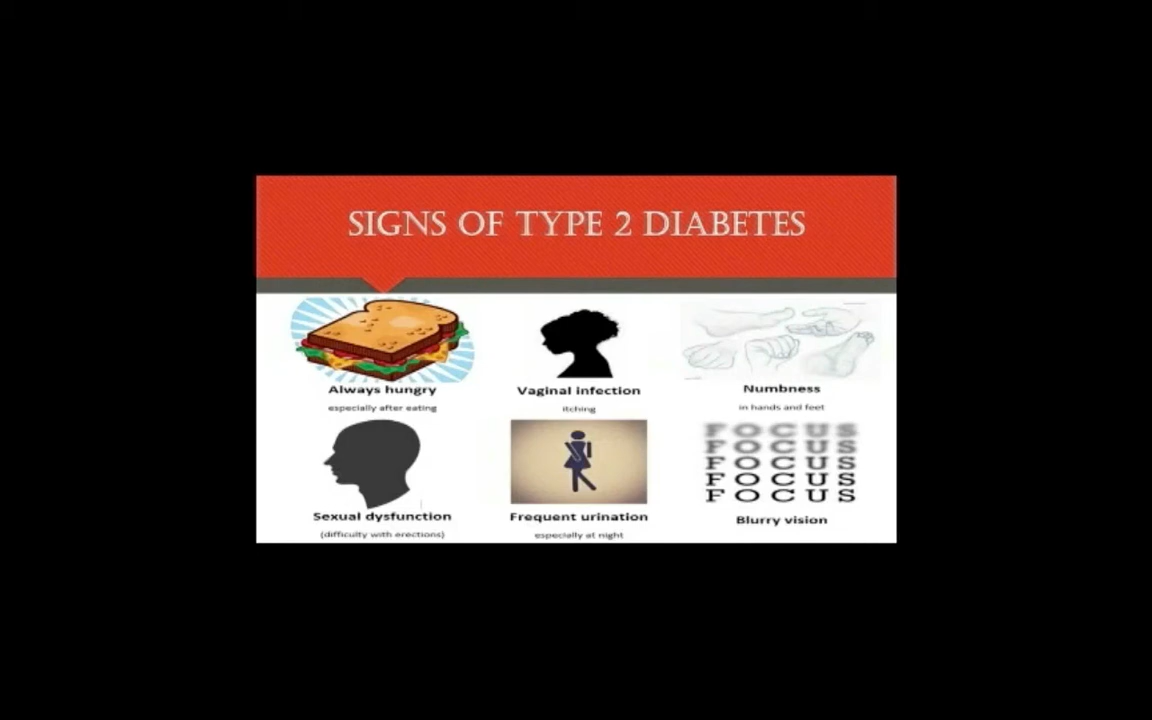 SIGNS OF TYPE 2 DIABETES
Always hungry
especially after eating
Vaginal infection
itching
Numbness
in hands and feet
Sexual dysfunction
(difficulty with erections)
Frequent urination
especially at night
FOCUS
FOCUS
FOCUS
FOCUS
FOCUS
Blurry vision